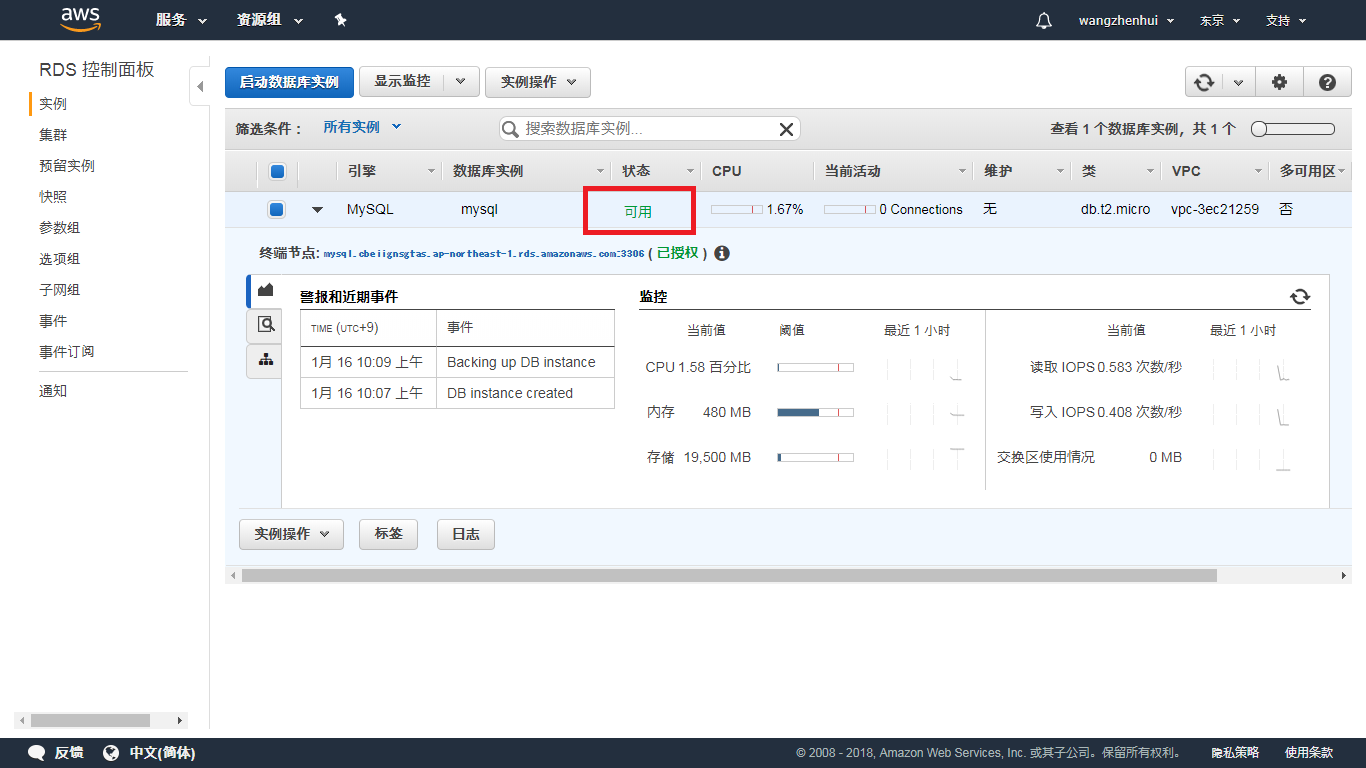 aws 服务 资源组 wangzhenhui 东京 支持
RDS 控制面板
实例
集群
预留实例
快照
参数组
选项组
子网组
事件
事件订阅
通知
启动数据库实例 显示监控 实例操作
筛选条件： 所有实例 搜索数据库实例... 查看 1 个数据库实例，共 1 个
引擎 数据库实例 状态 CPU 当前活动 维护 类 VPC 多可用区
MySQL mysql 可用 1.67% 0 Connections 无 db.t2.micro vpc-3ec21259 否
终端节点: mysql.cbeiignsgtas.ap-northeast-1.rds.amazonaws.com:3306 ( 已授权 )
警报和近期事件
TIME (UTC+9) 事件
1月 16 10:09 上午 Backing up DB instance
1月 16 10:07 上午 DB instance created
监控
当前值 阈值 最近 1 小时 当前值 最近 1 小时
CPU 1.58 百分比 读取 IOPS 0.583 次数/秒
内存 480 MB 写入 IOPS 0.408 次数/秒
存储 19,500 MB 交换区使用情况 0 MB
实例操作 标签 日志
反馈 中文(简体) © 2008 - 2018, Amazon Web Services, Inc. 或其子公司。保留所有权利。 隐私策略 使用条款